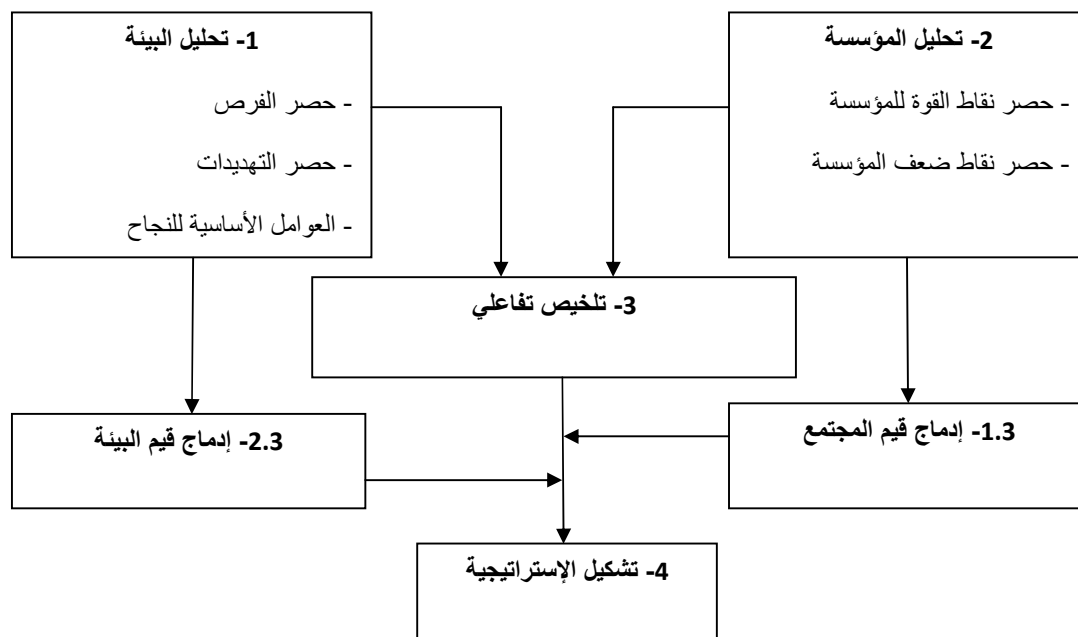 1- تحليل البيئة
- حصر الفرص
- حصر التهديدات
- العوامل الأساسية للنجاح
2- تحليل المؤسسة
- حصر نقاط القوة للمؤسسة
- حصر نقاط ضعف المؤسسة
3- تلخيص تفاعلي
2.3- إدماج قيم البيئة
1.3- إدماج قيم المجتمع
4- تشكيل الإستراتيجية